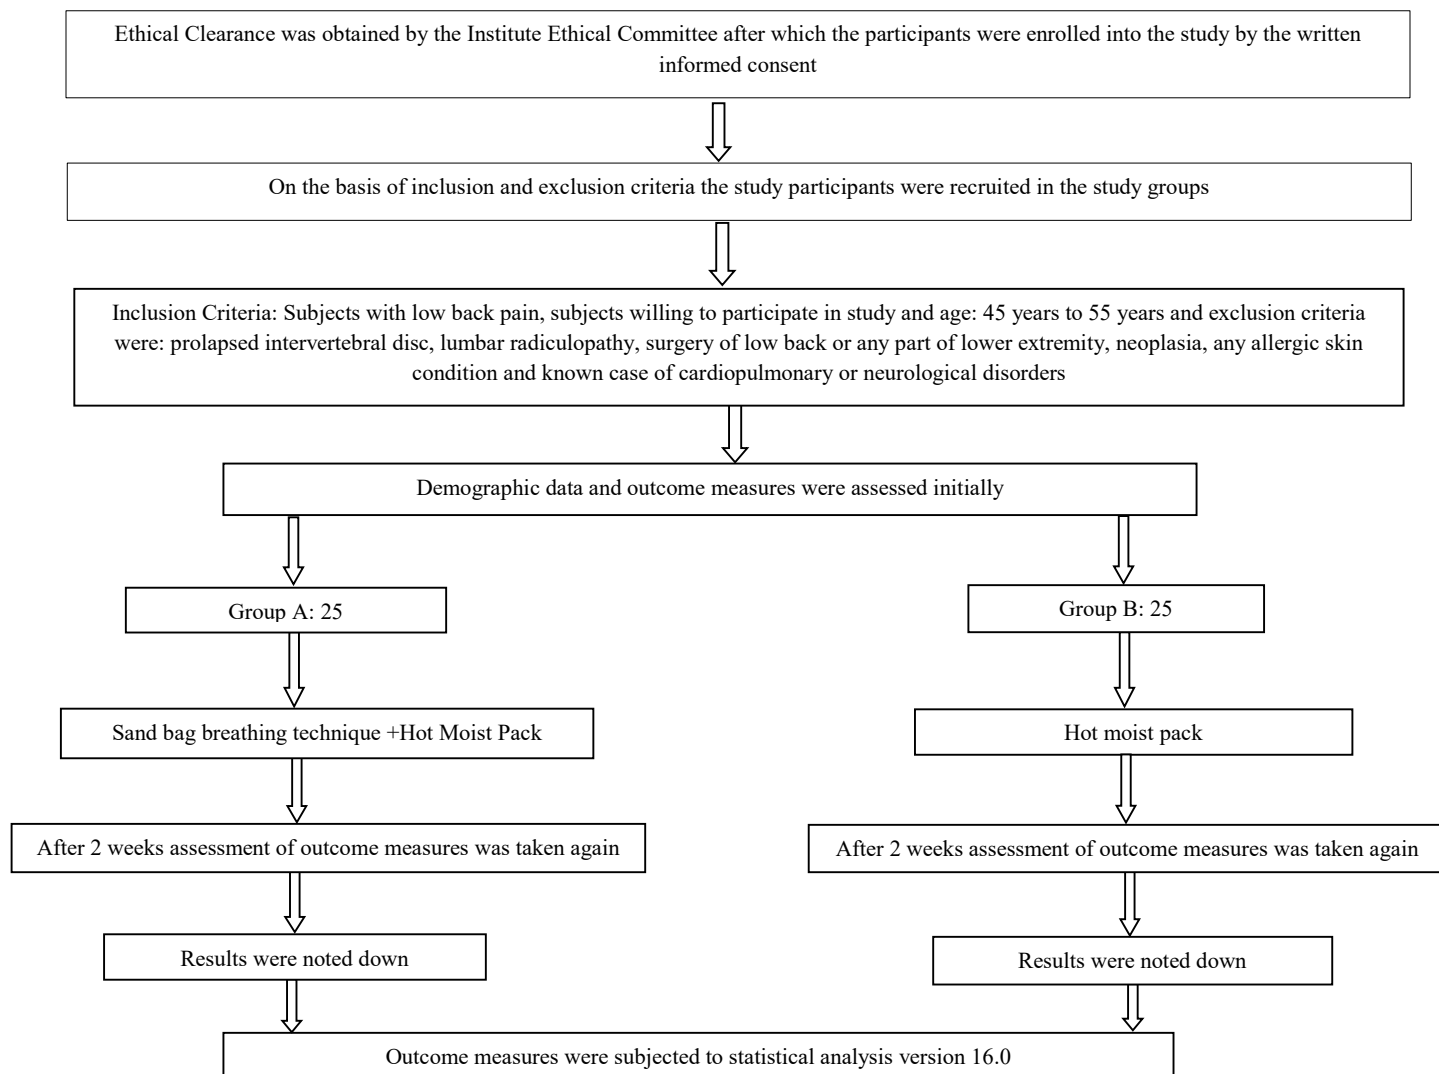 Ethical Clearance was obtained by the Institute Ethical Committee after which the participants were enrolled into the study by the written
informed consent
On the basis of inclusion and exclusion criteria the study participants were recruited in the study groups
Inclusion Criteria: Subjects with low back pain, subjects willing to participate in study and age: 45 years to 55 years and exclusion criteria
were: prolapsed intervertebral disc, lumbar radiculopathy, surgery of low back or any part of lower extremity, neoplasia, any allergic skin
condition and known case of cardiopulmonary or neurological disorders
Demographic data and outcome measures were assessed initially
Group A: 25
Group B: 25
Sand bag breathing technique +Hot Moist Pack
Hot moist pack
After 2 weeks assessment of outcome measures was taken again
After 2 weeks assessment of outcome measures was taken again
Results were noted down
Results were noted down
Outcome measures were subjected to statistical analysis version 16.0